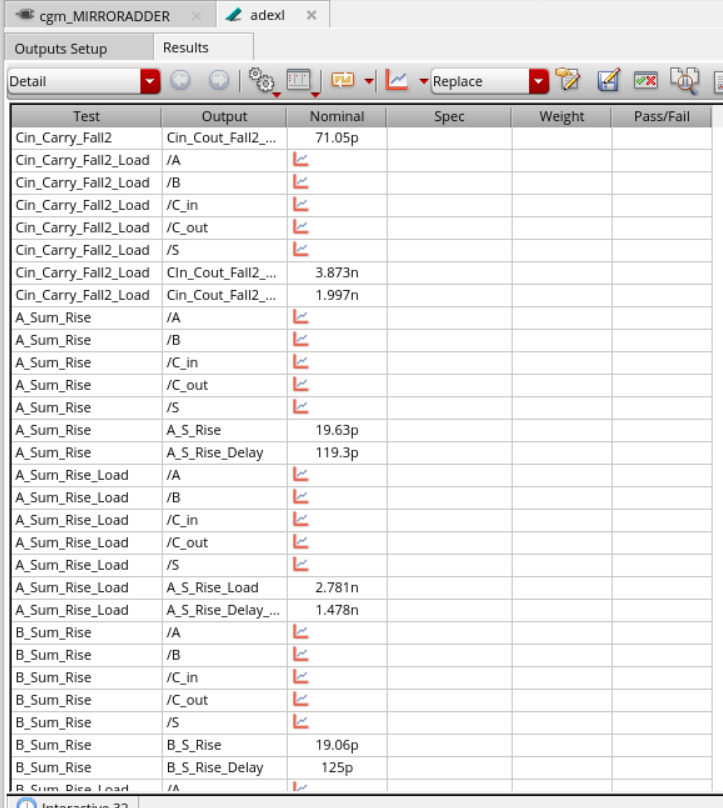 cgm_MIRRORADDER adexl
Outputs Setup Results
Detail Replace
Test Output Nominal Spec Weight Pass/Fail
Cin_Carry_Fall2 Cin_Cout_Fall2_... 71.05p
Cin_Carry_Fall2_Load /A
Cin_Carry_Fall2_Load /B
Cin_Carry_Fall2_Load /C_in
Cin_Carry_Fall2_Load /C_out
Cin_Carry_Fall2_Load /S
Cin_Carry_Fall2_Load CIn_Cout_Fall2_... 3.873n
Cin_Carry_Fall2_Load Cin_Cout_Fall2_... 1.997n
A_Sum_Rise /A
A_Sum_Rise /B
A_Sum_Rise /C_in
A_Sum_Rise /C_out
A_Sum_Rise /S
A_Sum_Rise A_S_Rise 19.63p
A_Sum_Rise A_S_Rise_Delay 119.3p
A_Sum_Rise_Load /A
A_Sum_Rise_Load /B
A_Sum_Rise_Load /C_in
A_Sum_Rise_Load /C_out
A_Sum_Rise_Load /S
A_Sum_Rise_Load A_S_Rise_Load 2.781n
A_Sum_Rise_Load A_S_Rise_Delay_... 1.478n
B_Sum_Rise /A
B_Sum_Rise /B
B_Sum_Rise /C_in
B_Sum_Rise /C_out
B_Sum_Rise /S
B_Sum_Rise B_S_Rise 19.06p
B_Sum_Rise B_S_Rise_Delay 125p
B_Sum_Rise_Load /A
Interactive.32